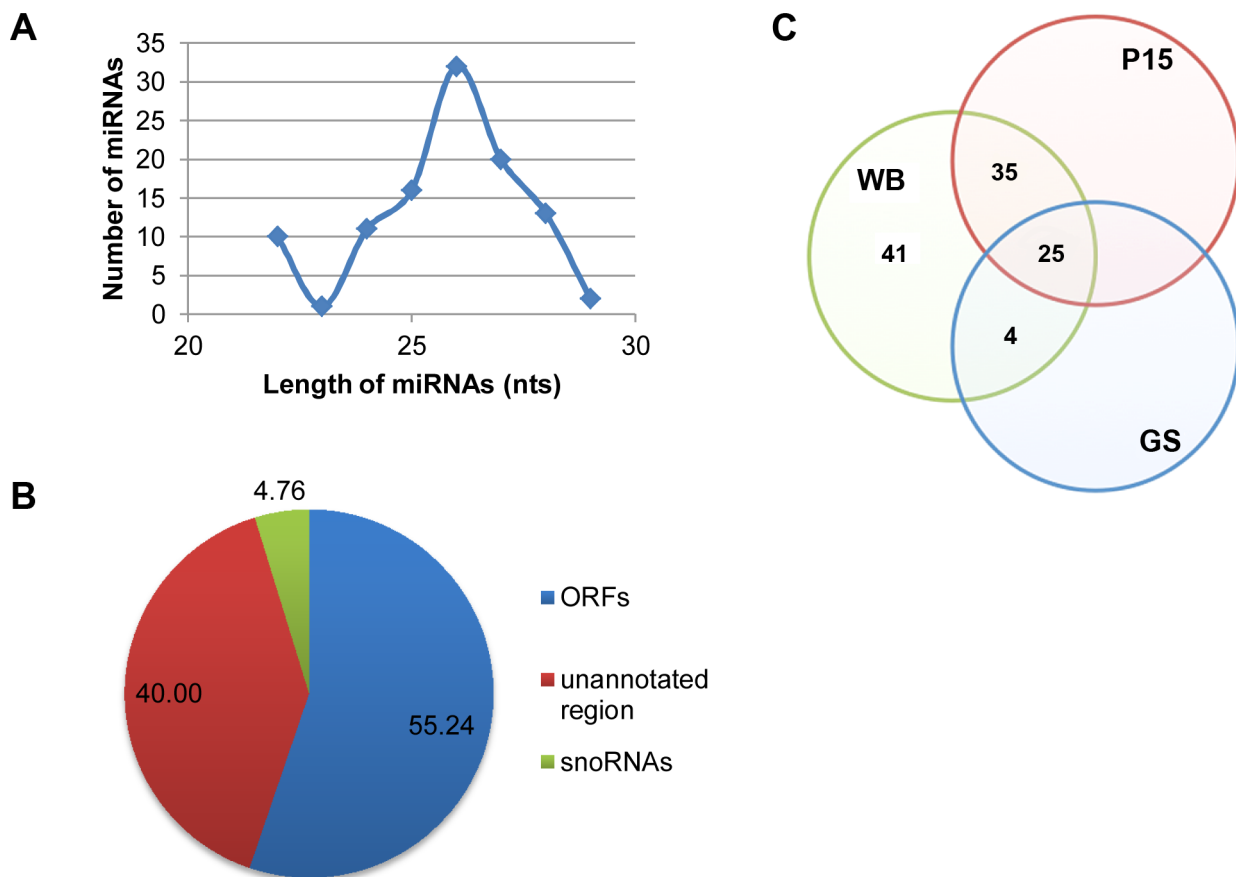 A
35
30
25
20
15
10
5
0
Number of miRNAs
20
25
30
Length of miRNAs (nts)
B
4.76
40.00
55.24
ORFs
unannotated
region
snoRNAs
C
P15
WB
35
41
25
4
GS